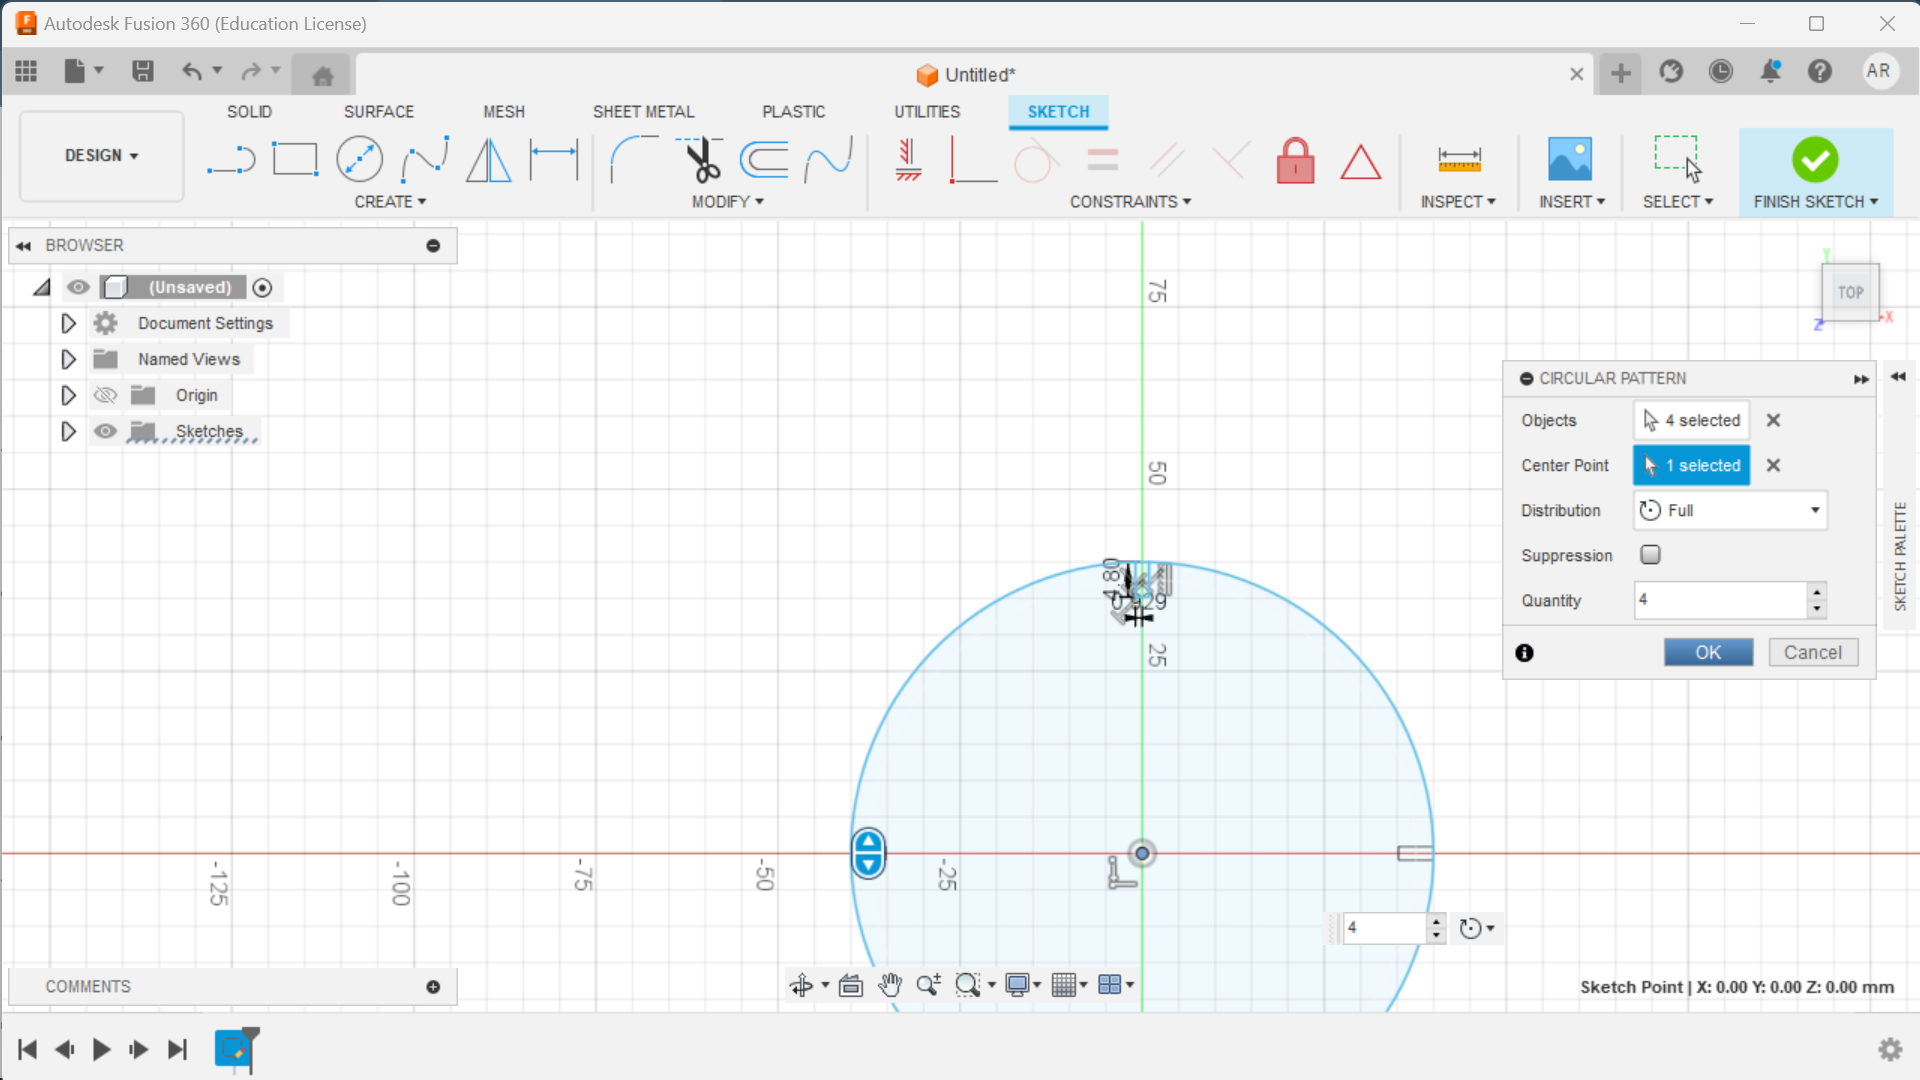 Autodesk Fusion 360 (Education License)
Untitled*
AR
DESIGN
SOLID
SURFACE
MESH
SHEET METAL
PLASTIC
UTILITIES
SKETCH
CREATE
MODIFY
CONSTRAINTS
INSPECT
INSERT
SELECT
FINISH SKETCH
BROWSER
(Unsaved)
Document Settings
Named Views
Origin
Sketches
75
50
25
4.80
-125
-100
-75
-50
-25
Y
TOP
Z
X
CIRCULAR PATTERN
Objects 4 selected
Center Point 1 selected
Distribution Full
Suppression
Quantity 4
OK Cancel
SKETCH PALETTE
4
COMMENTS
Sketch Point | X: 0.00 Y: 0.00 Z: 0.00 mm